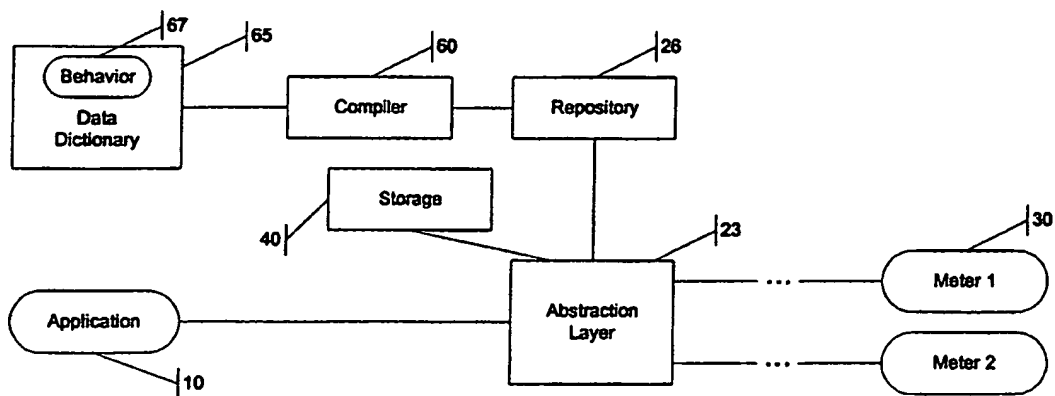 67
65
60
26
Behavior
Data
Dictionary
Compiler
Repository
Storage
40
23
30
Application
Abstraction
Layer
Meter 1
...
Meter 2
...
10